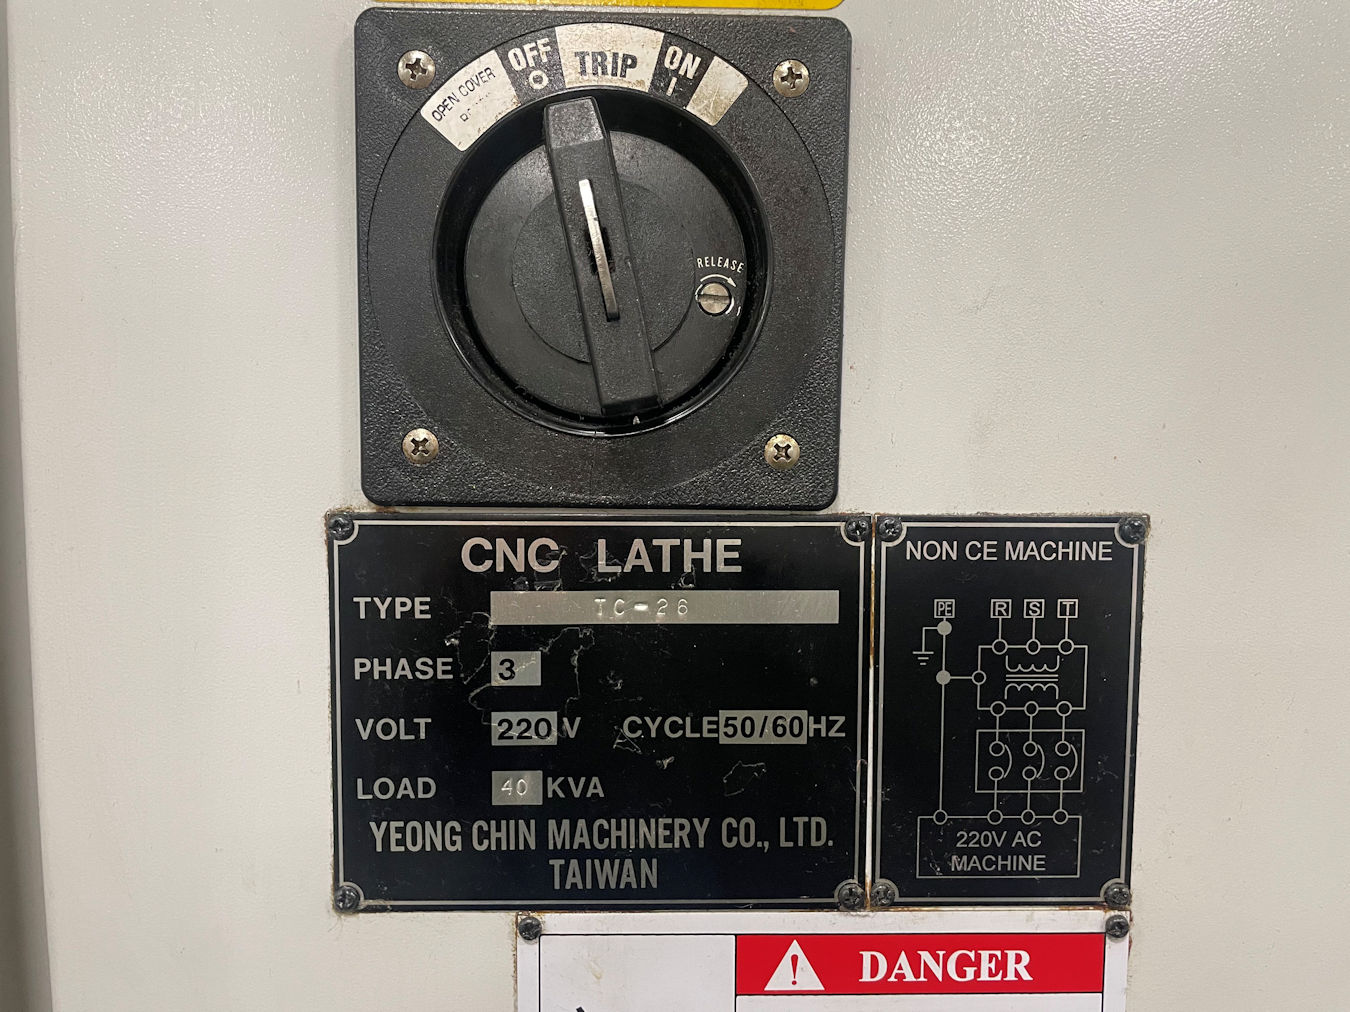 OPEN COVER
OFF
O
TRIP
ON
I
RELEASE
CNC LATHE
TYPE TC-26
PHASE 3
VOLT 220 V CYCLE 50/60 HZ
LOAD 40 KVA
YEONG CHIN MACHINERY CO., LTD.
TAIWAN
NON CE MACHINE
PE R S T
220V AC
MACHINE
DANGER